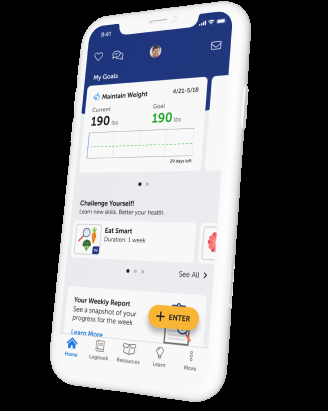 9:41
My Goals
Maintain Weight 4/21-5/18
Current Goal
190 lbs 190 lbs
29 days left
Challenge Yourself!
Learn new skills. Better your health.
Eat Smart
Duration: 1 week
See All >
Your Weekly Report
See a snapshot of your
progress for the week
+ ENTER
Learn More
Home Logbook Resources Learn More